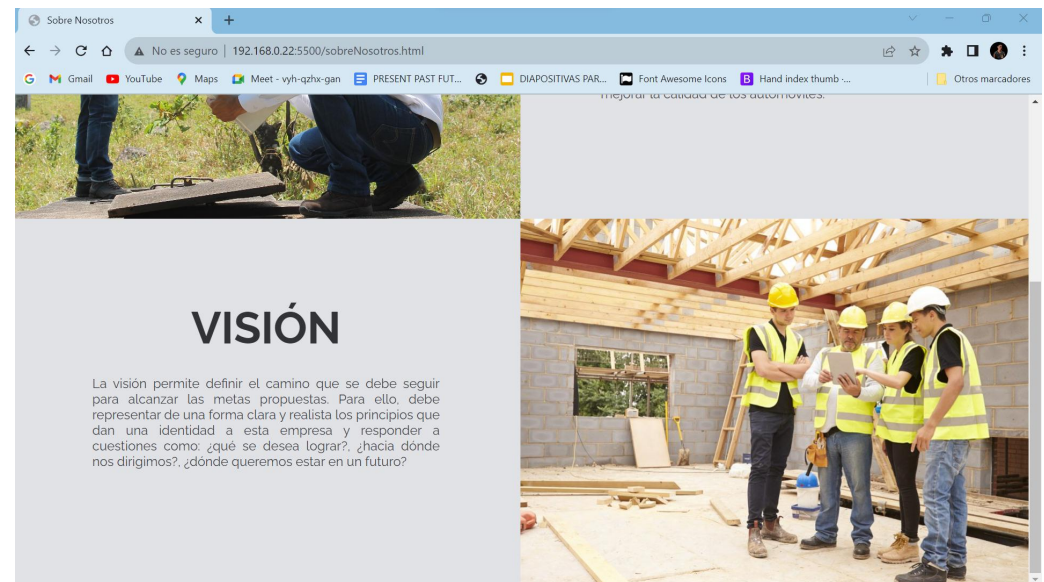 Sobre Nosotros
No es seguro | 192.168.0.22:5500/sobreNosotros.html
G Gmail YouTube Maps Meet - vyh-qzhx-gan PRESENT PAST FUT... DIAPOSITIVAS PAR... Font Awesome Icons B Hand index thumb ·... Otros marcadores
mejorar la calidad de los automóviles.
VISIÓN
La visión permite definir el camino que se debe seguir
para alcanzar las metas propuestas. Para ello, debe
representar de una forma clara y realista los principios que
dan una identidad a esta empresa y responder a
cuestiones como: ¿qué se desea lograr?, ¿hacia dónde
nos dirigimos?, ¿dónde queremos estar en un futuro?